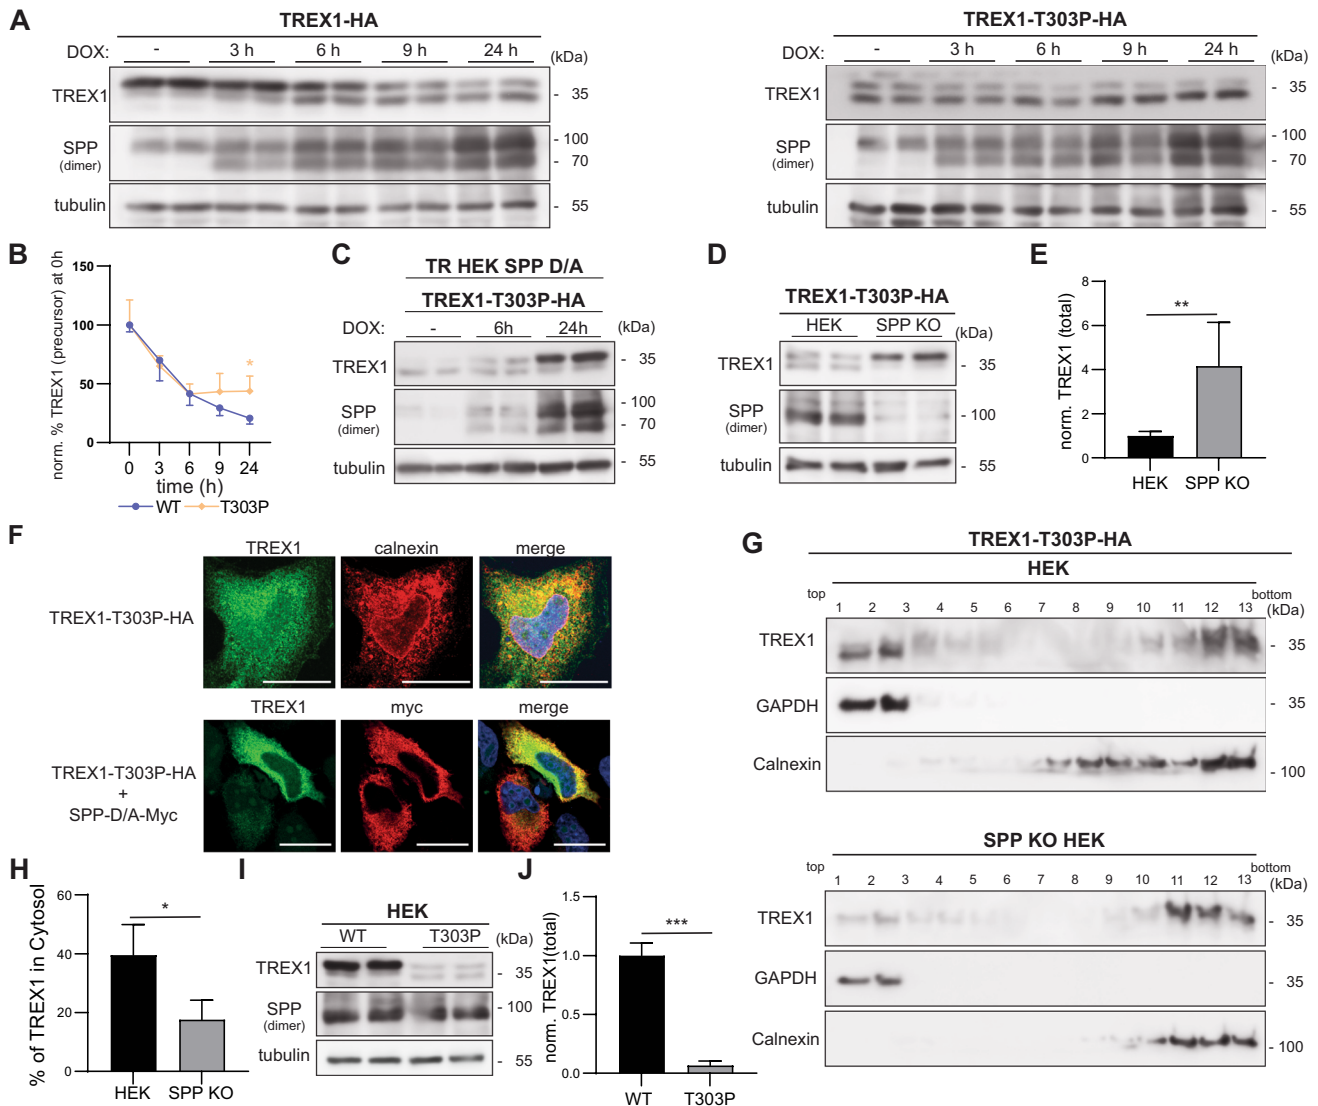 A
TREX1-HA
DOX: - 3 h 6 h 9 h 24 h (kDa)
TREX1 - 35
SPP - 100
(dimer) - 70
tubulin - 55
TREX1-T303P-HA
DOX: - 3 h 6 h 9 h 24 h (kDa)
TREX1 - 35
SPP - 100
(dimer) - 70
tubulin - 55
B
norm. % TREX1 (precursor) at 0h
150
100
50
0
*
0 3 6 9 24
time (h)
WT T303P
C
TR HEK SPP D/A
TREX1-T303P-HA
DOX: - 6h 24h (kDa)
TREX1 - 35
SPP - 100
(dimer) - 70
tubulin - 55
D
TREX1-T303P-HA
HEK SPP KO (kDa)
TREX1 - 35
SPP - 100
(dimer)
tubulin - 55
E
norm. TREX1 (total)
8
6
4
2
0
**
HEK SPP KO
F
TREX1 calnexin merge
TREX1-T303P-HA
TREX1 myc merge
TREX1-T303P-HA
+
SPP-D/A-Myc
G
TREX1-T303P-HA
HEK
top bottom
1 2 3 4 5 6 7 8 9 10 11 12 13 (kDa)
TREX1 - 35
GAPDH - 35
Calnexin - 100
SPP KO HEK
top bottom
1 2 3 4 5 6 7 8 9 10 11 12 13 (kDa)
TREX1 - 35
GAPDH - 35
Calnexin - 100
H
% of TREX1 in Cytosol
60
40
20
0
*
HEK SPP KO
I
HEK
WT T303P (kDa)
TREX1 - 35
SPP - 100
(dimer)
tubulin - 55
J
norm. TREX1(total)
1.5
1.0
0.5
0.0
***
WT T303P